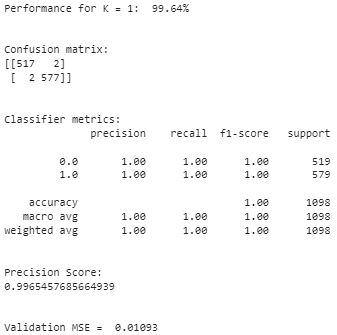 Performance for K = 1:  99.64%
Confusion matrix:
[[517   2]
 [  2 577]]
Classifier metrics:
              precision    recall  f1-score   support
         0.0       1.00      1.00      1.00       519
         1.0       1.00      1.00      1.00       579
    accuracy                           1.00      1098
   macro avg       1.00      1.00      1.00      1098
weighted avg       1.00      1.00      1.00      1098
Precision Score:
0.9965457685664939
Validation MSE =  0.01093